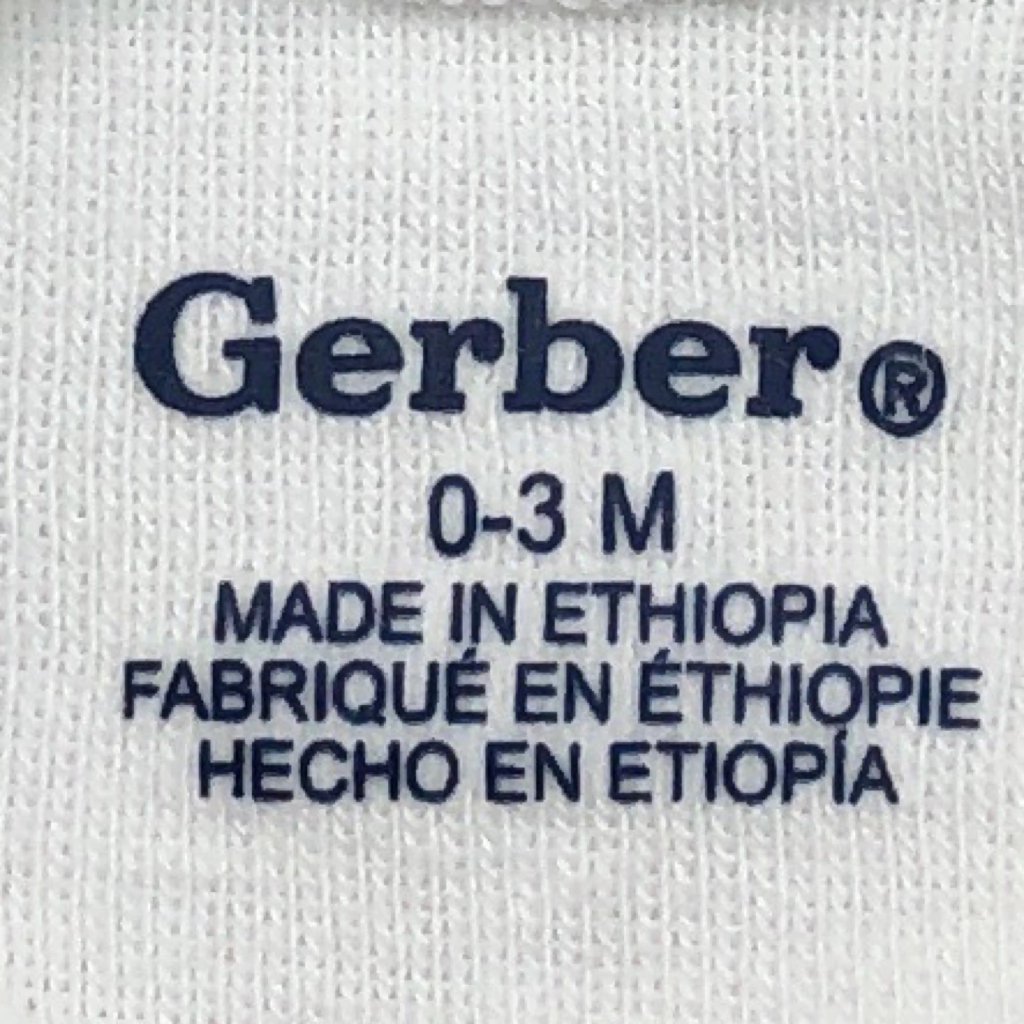 Gerber®
0-3 M
MADE IN ETHIOPIA
FABRIQUÉ EN ÉTHIOPIE
HECHO EN ETIOPÍA